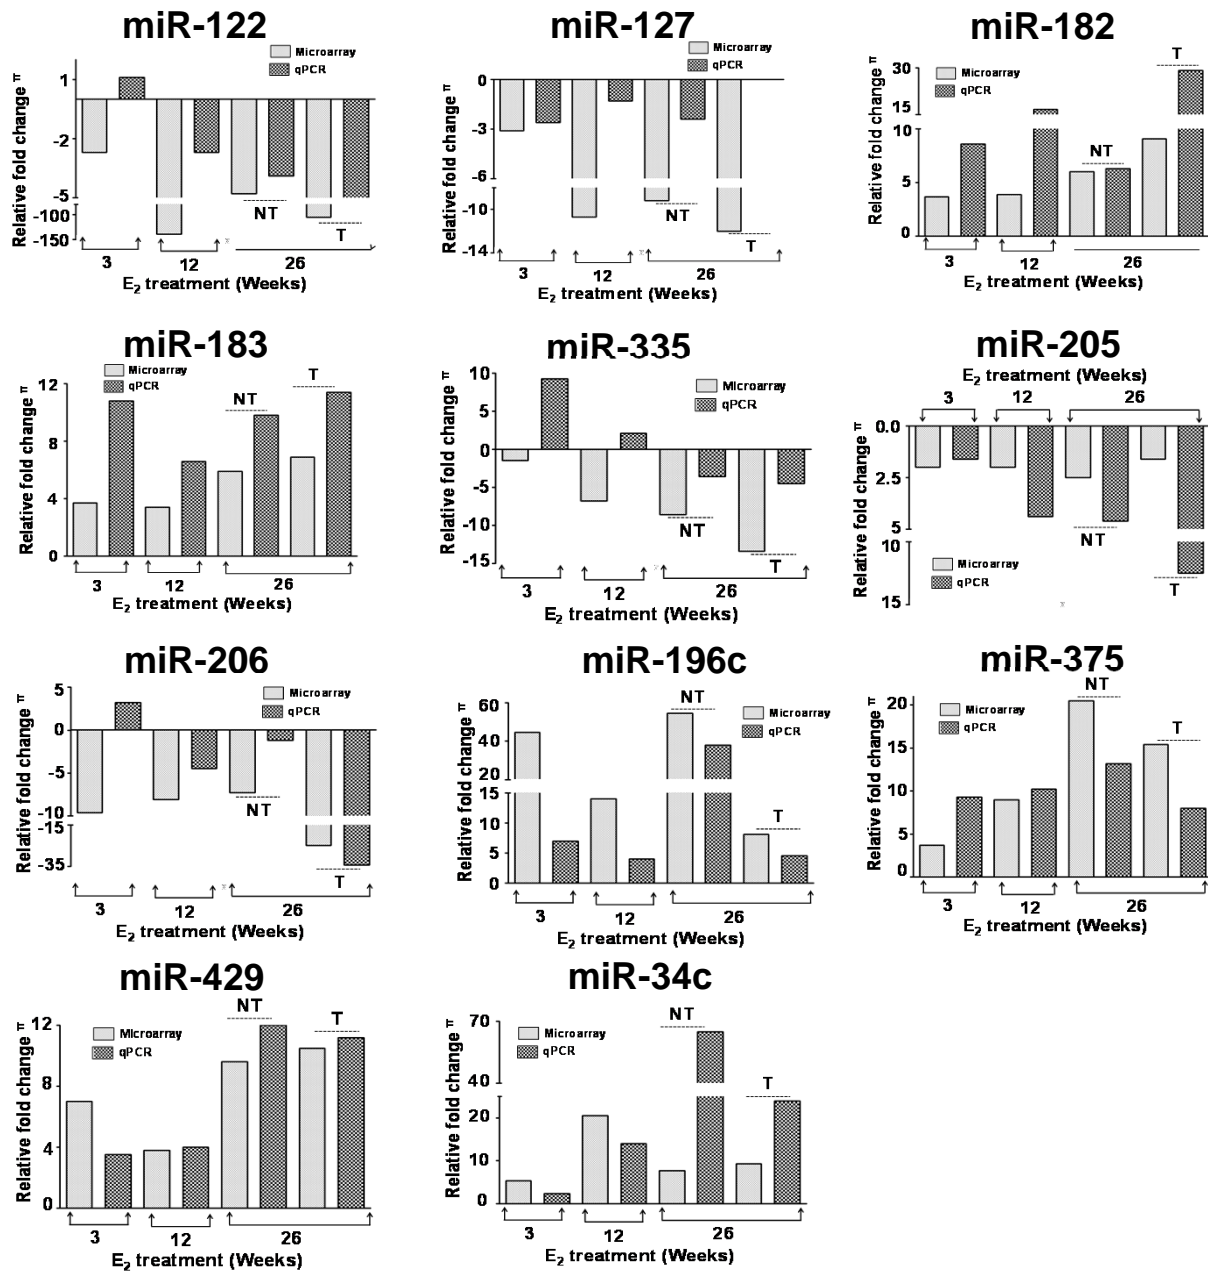 miR-122
Microarray
qPCR
Relative fold change π
1
-2
-5
-100
-150
NT
T
3
12
26
E2 treatment (Weeks)
miR-127
Microarray
qPCR
Relative fold change π
0
-3
-6
-10
-14
NT
T
3
12
26
E2 treatment (Weeks)
miR-182
Microarray
qPCR
Relative fold change π
30
15
10
5
0
NT
T
3
12
26
E2 treatment (Weeks)
miR-183
Microarray
qPCR
Relative fold change π
12
8
4
0
NT
T
3
12
26
E2 treatment (Weeks)
miR-335
Microarray
qPCR
Relative fold change π
10
5
0
-5
-10
-15
NT
T
3
12
26
E2 treatment (Weeks)
miR-205
E2 treatment (Weeks)
3
12
26
Relative fold change π
0.0
2.5
5
10
15
NT
T
Microarray
qPCR
miR-206
Microarray
qPCR
Relative fold change π
5
0
-5
-10
-15
-35
NT
T
3
12
26
E2 treatment (Weeks)
miR-196c
Microarray
qPCR
Relative fold change π
60
40
20
15
10
5
0
NT
T
3
12
26
E2 treatment (Weeks)
miR-375
Microarray
qPCR
Relative fold change π
20
15
10
5
0
NT
T
3
12
26
E2 treatment (Weeks)
miR-429
Microarray
qPCR
Relative fold change π
12
8
4
0
NT
T
3
12
26
E2 treatment (Weeks)
miR-34c
Microarray
qPCR
Relative fold change π
70
40
20
10
0
NT
T
3
12
26
E2 treatment (Weeks)